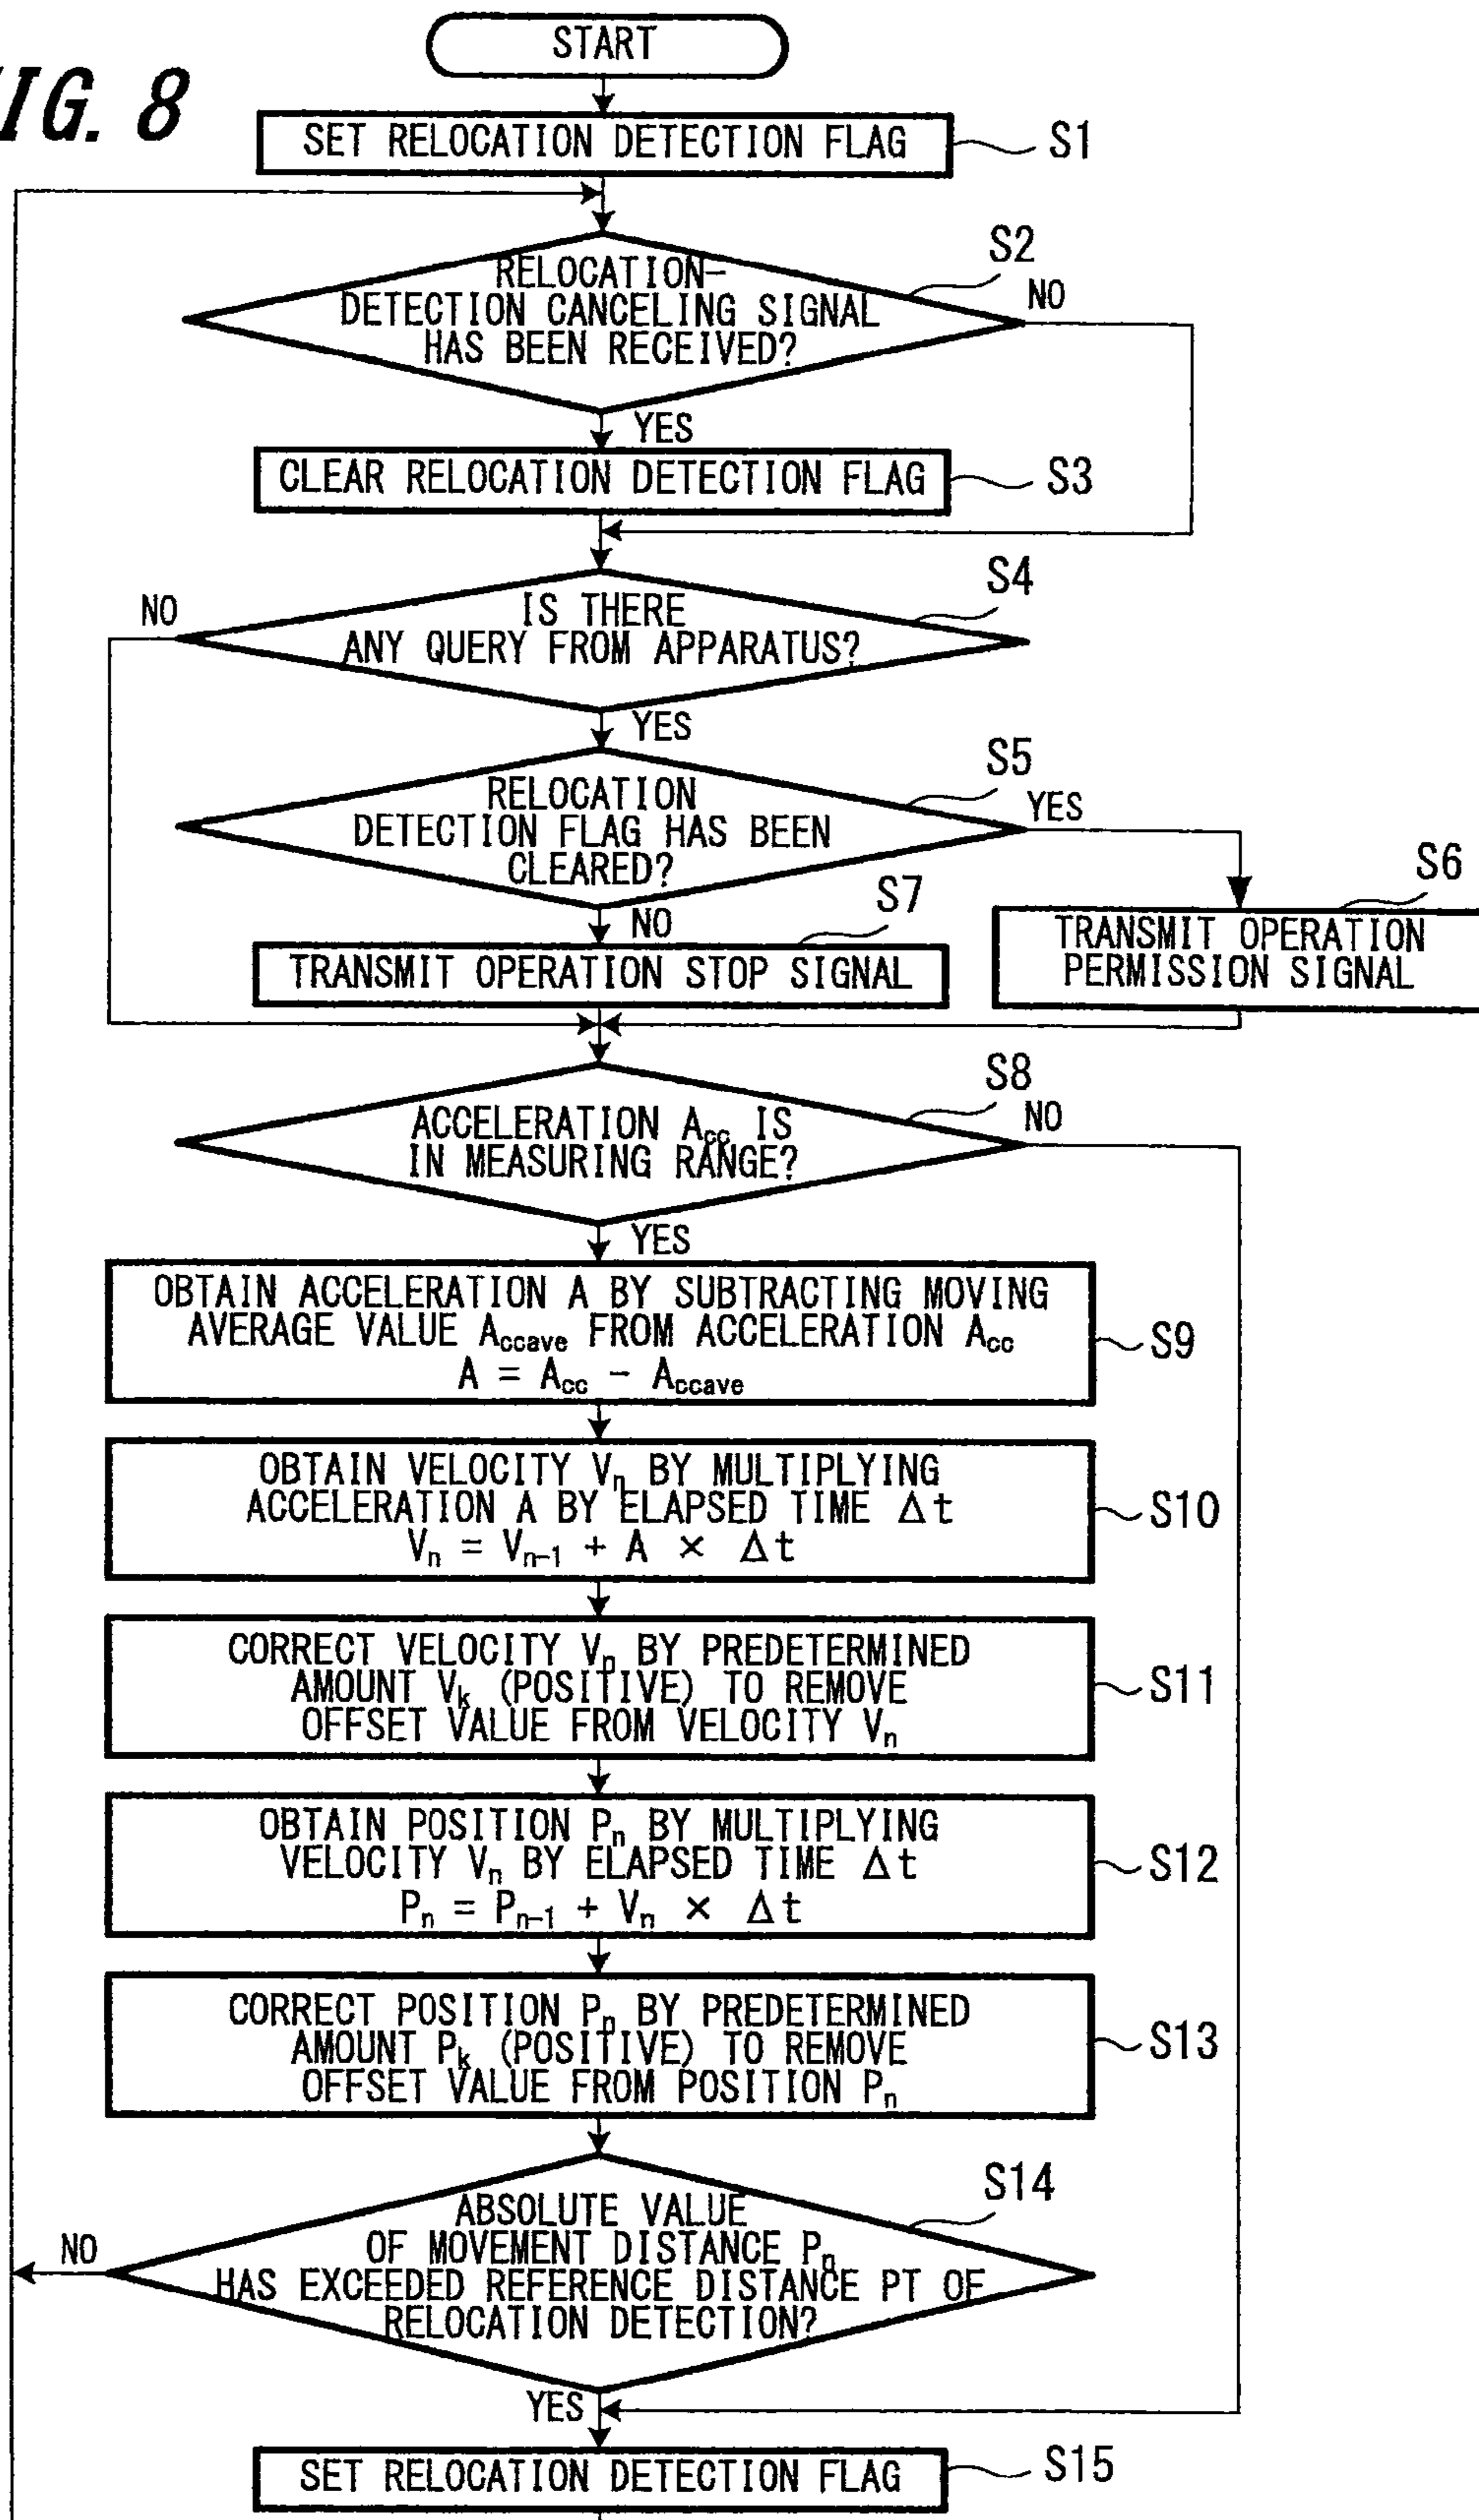 START
IG. 8
SET RELOCATION DETECTION FLAG
S1
S2
RELOCATION-
DETECTION CANCELING SIGNAL
HAS BEEN RECEIVED?
NO
YES
CLEAR RELOCATION DETECTION FLAG
S3
S4
NO
IS THERE
ANY QUERY FROM APPARATUS?
YES
S5
RELOCATION
DETECTION FLAG HAS BEEN
CLEARED?
YES
S6
S7
NO
TRANSMIT OPERATION STOP SIGNAL
TRANSMIT OPERATION
PERMISSION SIGNAL
S8
ACCELERATION Acc IS
IN MEASURING RANGE?
NO
YES
OBTAIN ACCELERATION A BY SUBTRACTING MOVING
AVERAGE VALUE Accave FROM ACCELERATION Acc
A = Acc - Accave
S9
OBTAIN VELOCITY Vn BY MULTIPLYING
ACCELERATION A BY ELAPSED TIME Δt
Vn = Vn-1 + A × Δt
S10
CORRECT VELOCITY Vn BY PREDETERMINED
AMOUNT Vk (POSITIVE) TO REMOVE
OFFSET VALUE FROM VELOCITY Vn
S11
OBTAIN POSITION Pn BY MULTIPLYING
VELOCITY Vn BY ELAPSED TIME Δt
Pn = Pn-1 + Vn × Δt
S12
CORRECT POSITION Pn BY PREDETERMINED
AMOUNT Pk (POSITIVE) TO REMOVE
OFFSET VALUE FROM POSITION Pn
S13
S14
NO
ABSOLUTE VALUE
OF MOVEMENT DISTANCE Pn
HAS EXCEEDED REFERENCE DISTANCE PT OF
RELOCATION DETECTION?
YES
SET RELOCATION DETECTION FLAG
S15